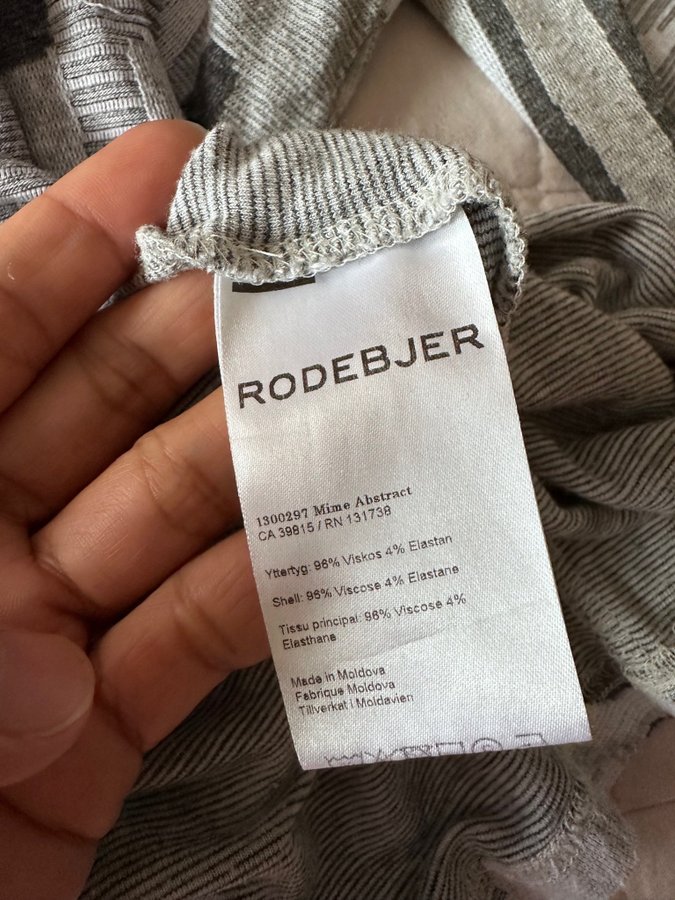 RODEBJER
1300297 Mime Abstract
CA 39815 / RN 131738
Yttertyg: 96% Viskos 4% Elastan
Shell: 96% Viscose 4% Elastane
Tissu principal: 96% Viscose 4%
Elasthane
Made in Moldova
Fabrique Moldova
Tillverkat i Moldavien